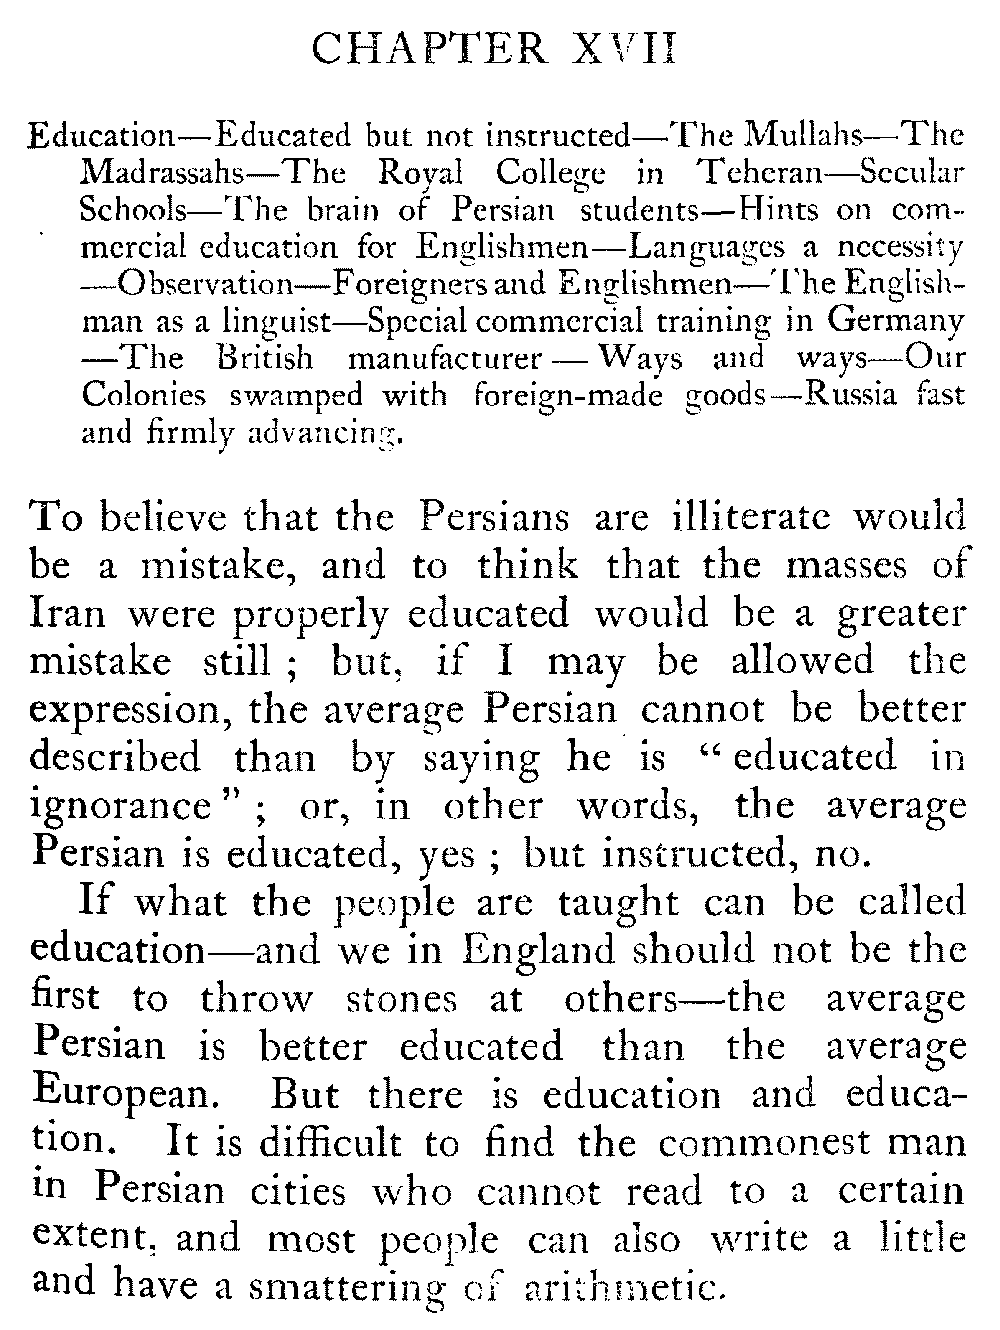 CHAPTER XVII
Education—Educated but not instructed—The Mullahs—The
Madrassahs—The Royal College in Teheran—Secular
Schools—The brain of Persian students—Hints on com-
mercial education for Englishmen—Languages a necessity
—Observation—Foreigners and Englishmen—The English-
man as a linguist—Special commercial training in Germany
—The British manufacturer—Ways and ways—Our
Colonies swamped with foreign-made goods—Russia fast
and firmly advancing.
To believe that the Persians are illiterate would
be a mistake, and to think that the masses of
Iran were properly educated would be a greater
mistake still ; but, if I may be allowed the
expression, the average Persian cannot be better
described than by saying he is “ educated in
ignorance ” ; or, in other words, the average
Persian is educated, yes ; but instructed, no.
If what the people are taught can be called
education—and we in England should not be the
first to throw stones at others—the average
Persian is better educated than the average
European. But there is education and educa-
tion. It is difficult to find the commonest man
in Persian cities who cannot read to a certain
extent, and most people can also write a little
and have a smattering of arithmetic.